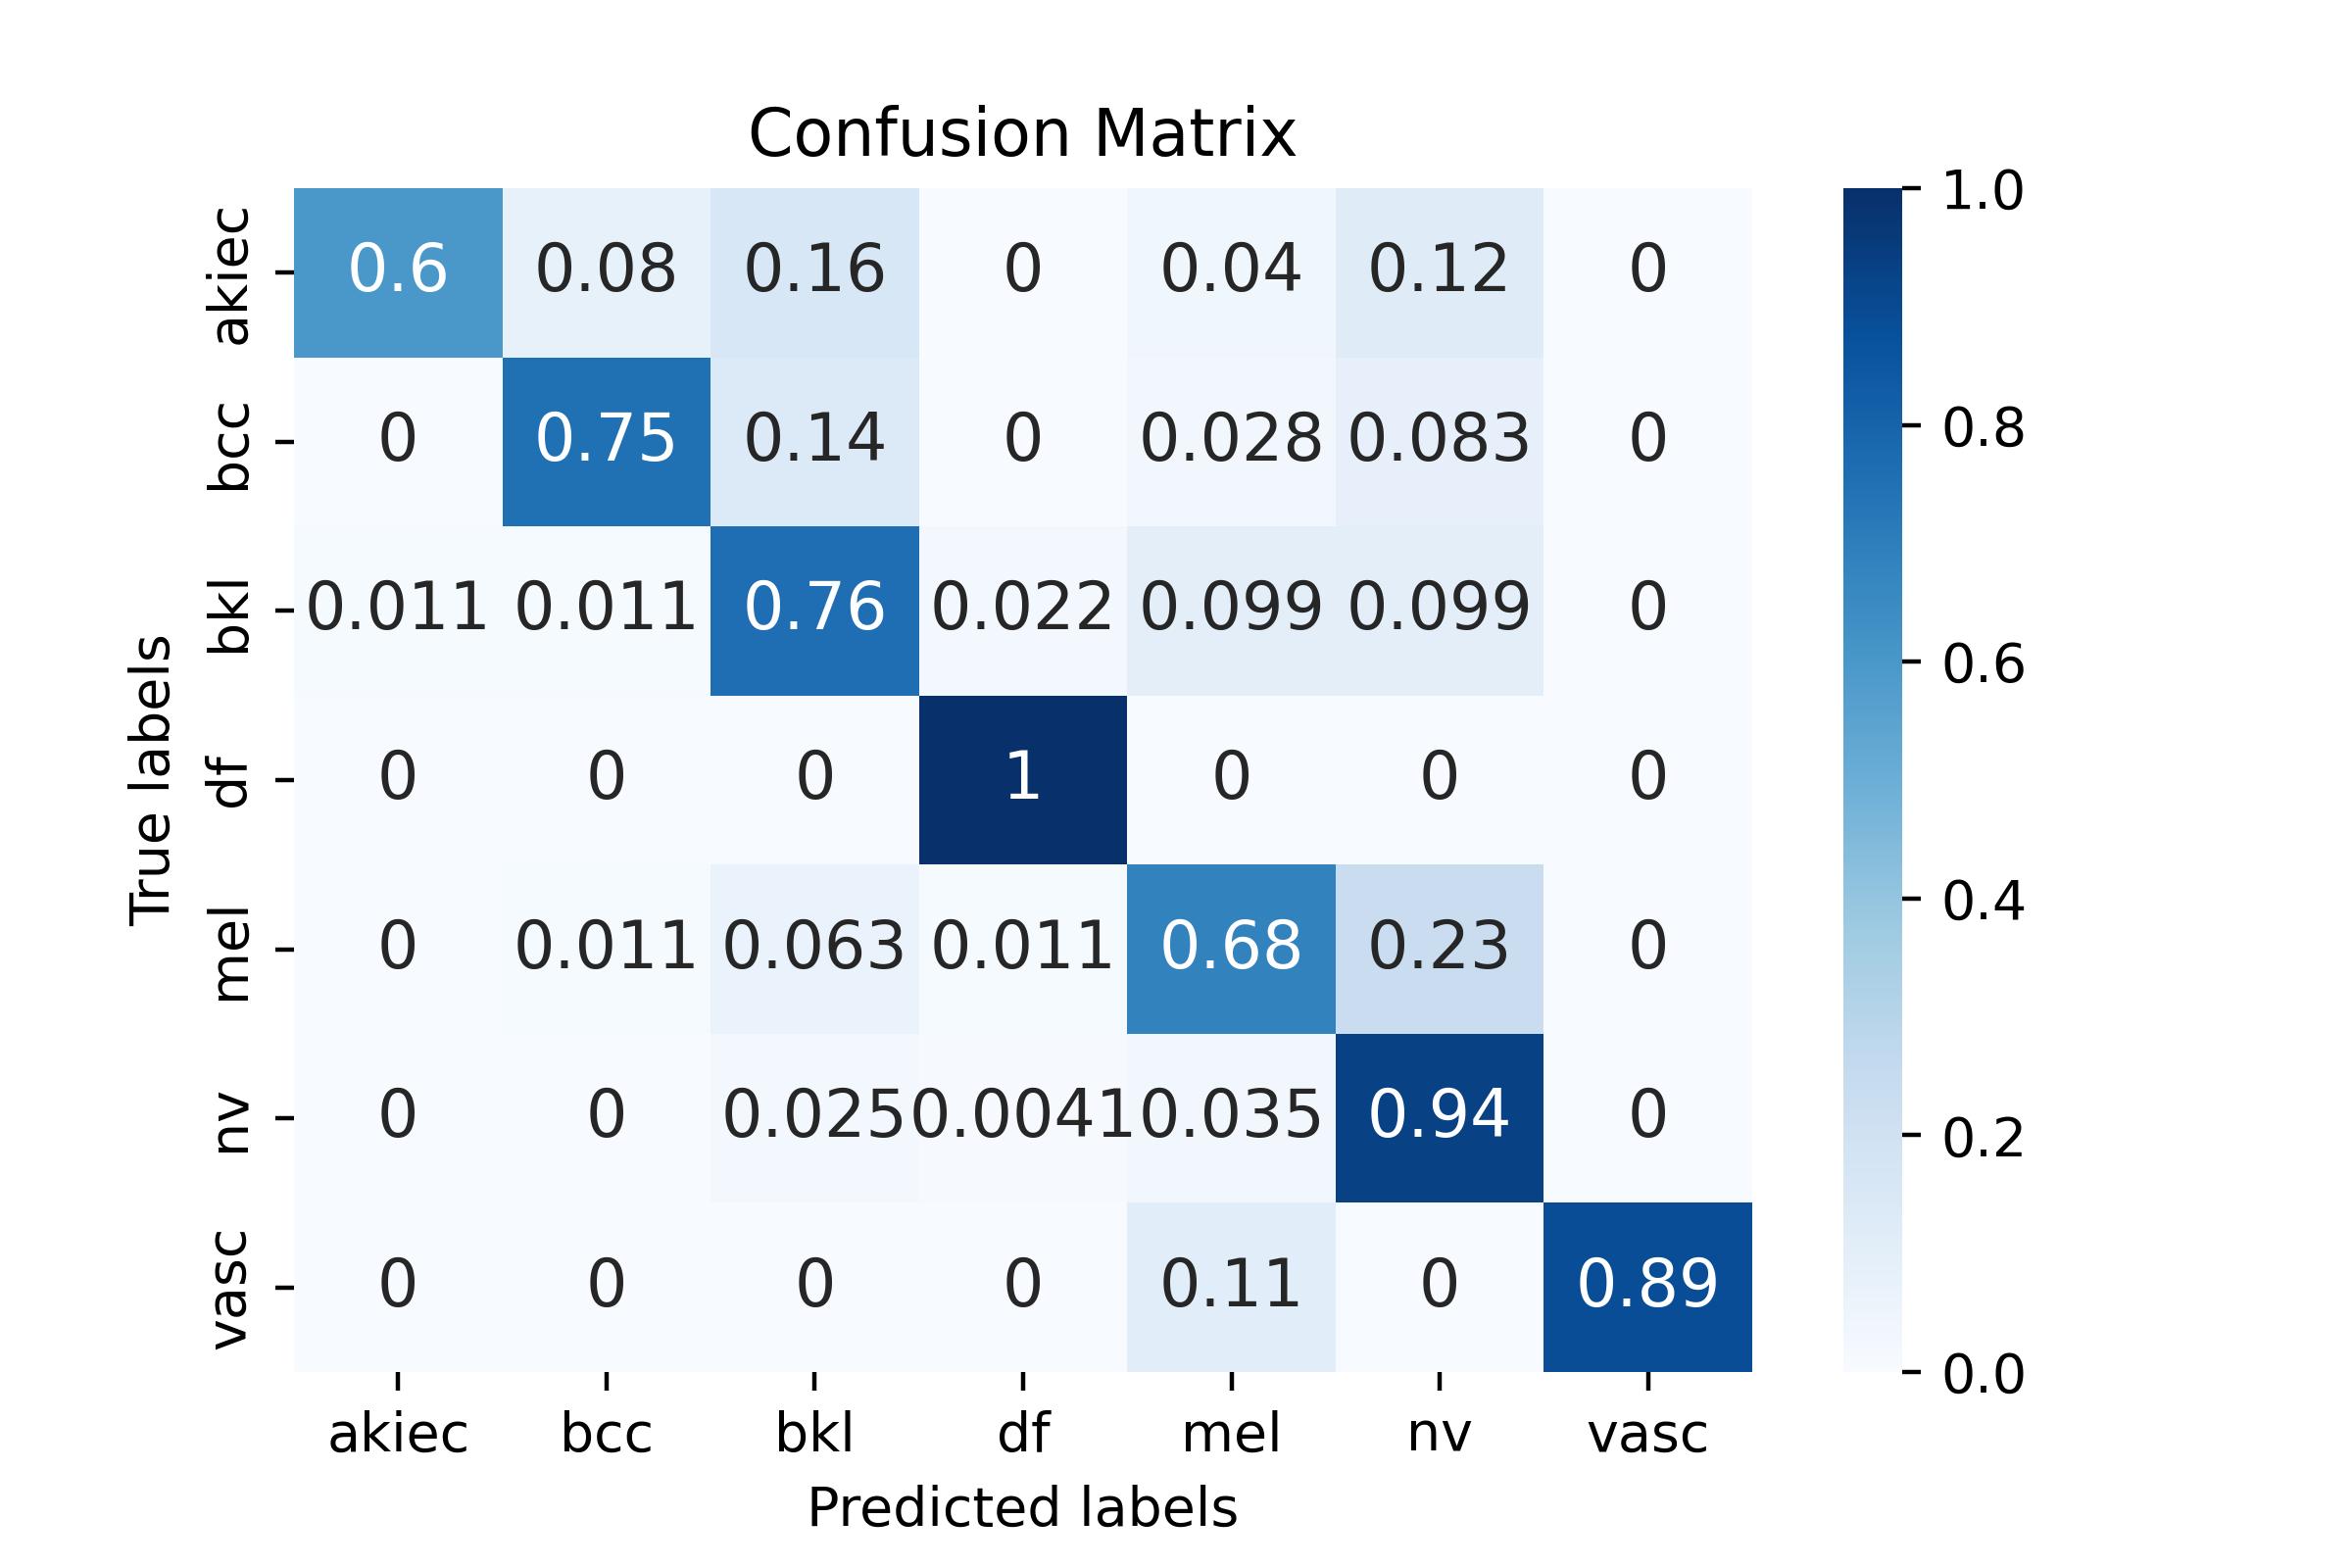 Confusion Matrix
akiec 0.6 0.08 0.16 0 0.04 0.12 0
bcc 0 0.75 0.14 0 0.028 0.083 0
bkl 0.011 0.011 0.76 0.022 0.099 0.099 0
df 0 0 0 1 0 0 0
mel 0 0.011 0.063 0.011 0.68 0.23 0
nv 0 0 0.025 0.0041 0.035 0.94 0
vasc 0 0 0 0 0.11 0 0.89
True labels
akiec bcc bkl df mel nv vasc
Predicted labels
1.0
0.8
0.6
0.4
0.2
0.0